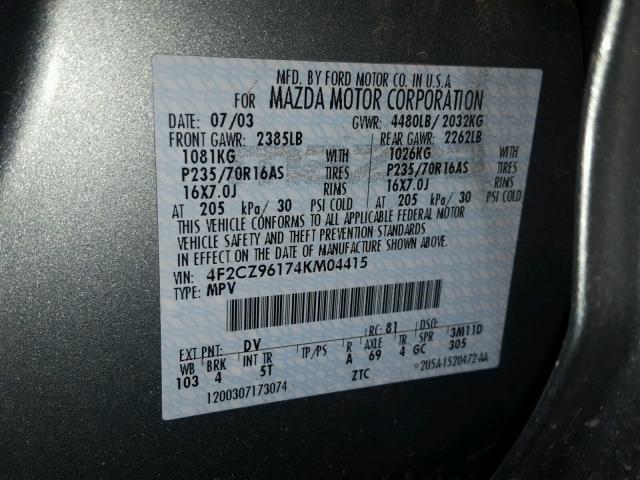 MFD. BY FORD MOTOR CO. IN U.S.A.
FOR MAZDA MOTOR CORPORATION
DATE: 07/03 GVWR: 4480LB/2032KG
FRONT GAWR: 2385LB REAR GAWR: 2262LB
1081KG WITH 1026KG WITH
P235/70R16AS TIRES P235/70R16AS TIRES
16X7.0J RIMS 16X7.0J RIMS
AT 205 kPa/30 PSI COLD AT 205 kPa/30 PSI COLD
THIS VEHICLE CONFORMS TO ALL APPLICABLE FEDERAL MOTOR
VEHICLE SAFETY AND THEFT PREVENTION STANDARDS
IN EFFECT ON THE DATE OF MANUFACTURE SHOWN ABOVE.
VIN: 4F2CZ96174KM04415
TYPE: MPV
EXT PNT: DV RC: 81 DSO:
WB BRK INT TR TP/PS R AXLE TR SPR 3M11D
103 4 5T A 69 4 GC 305
1200307173074 ZTC 2U5A-1520472-AA